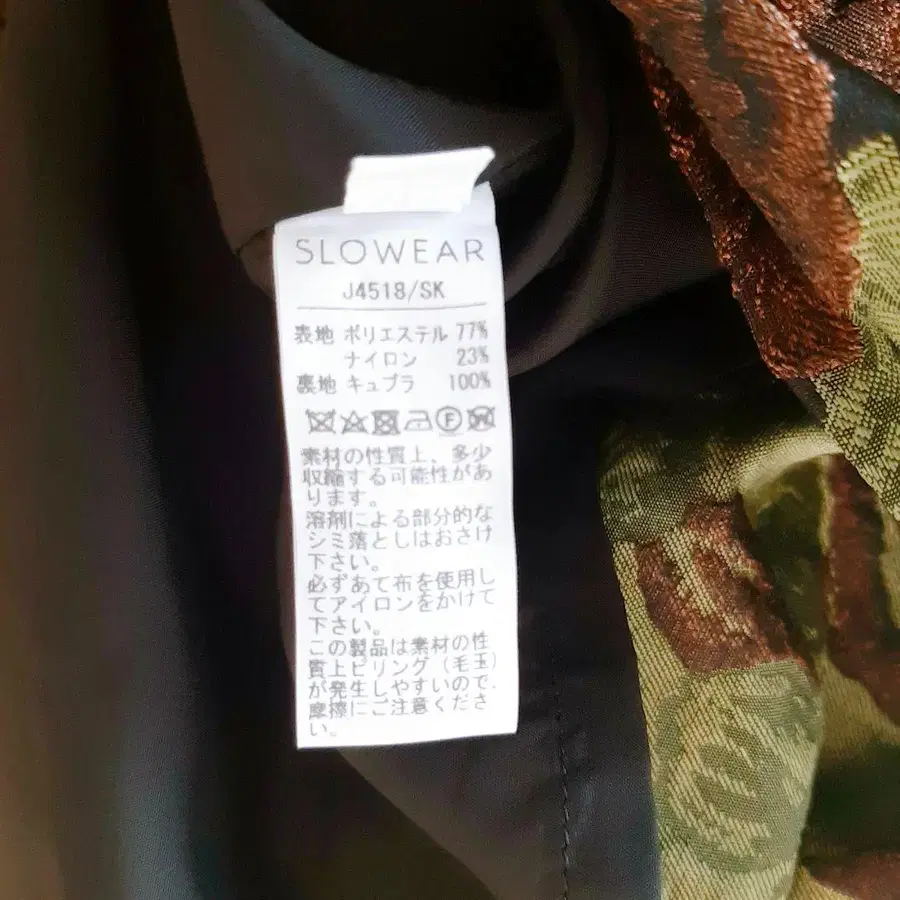 SLOWEAR
J4518/SK
表地 ポリエステル 77%
ナイロン 23%
裏地 キュプラ 100%
F
素材の性質上、多少
収縮する可能性があ
ります。
溶剤による部分的な
シミ落としはおさけ
下さい。
必ずあて布を使用し
てアイロンをかけて
下さい。
この製品は素材の性
質上ピリング（毛玉）
が発生しやすいので、
摩擦にご注意くださ
い。